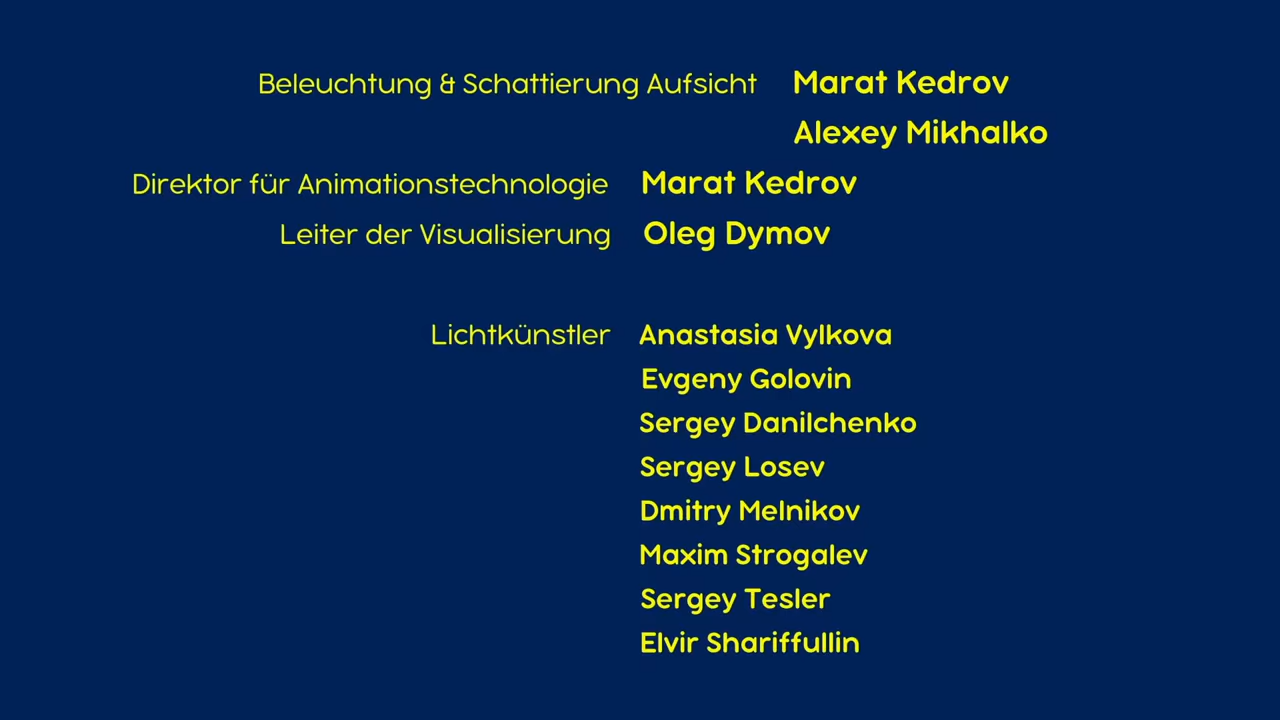 Beleuchtung & Schattierung Aufsicht Marat Kedrov
Alexey Mikhalko
Direktor für Animationstechnologie Marat Kedrov
Leiter der Visualisierung Oleg Dymov
Lichtkünstler Anastasia Vylkova
Evgeny Golovin
Sergey Danilchenko
Sergey Losev
Dmitry Melnikov
Maxim Strogalev
Sergey Tesler
Elvir Shariffullin